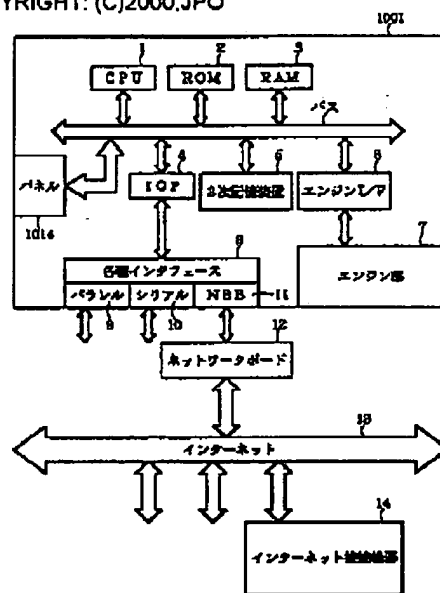 YRIGHT: (C)2000,JPO
1001
1
2
3
CPU
ROM
RAM
バス
パネル
1014
4
IOP
6
2次記憶装置
8
エンジンI/F
7
エンジン部
各種インタフェース
パラレル
シリアル
NBB
11
9
10
12
ネットワークボード
13
インターネット
14
インターネット接続機器